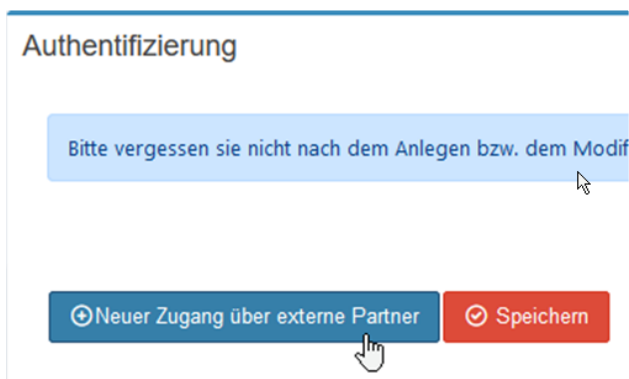 Authentifizierung
Bitte vergessen sie nicht nach dem Anlegen bzw. dem Modif
Neuer Zugang über externe Partner
Speichern